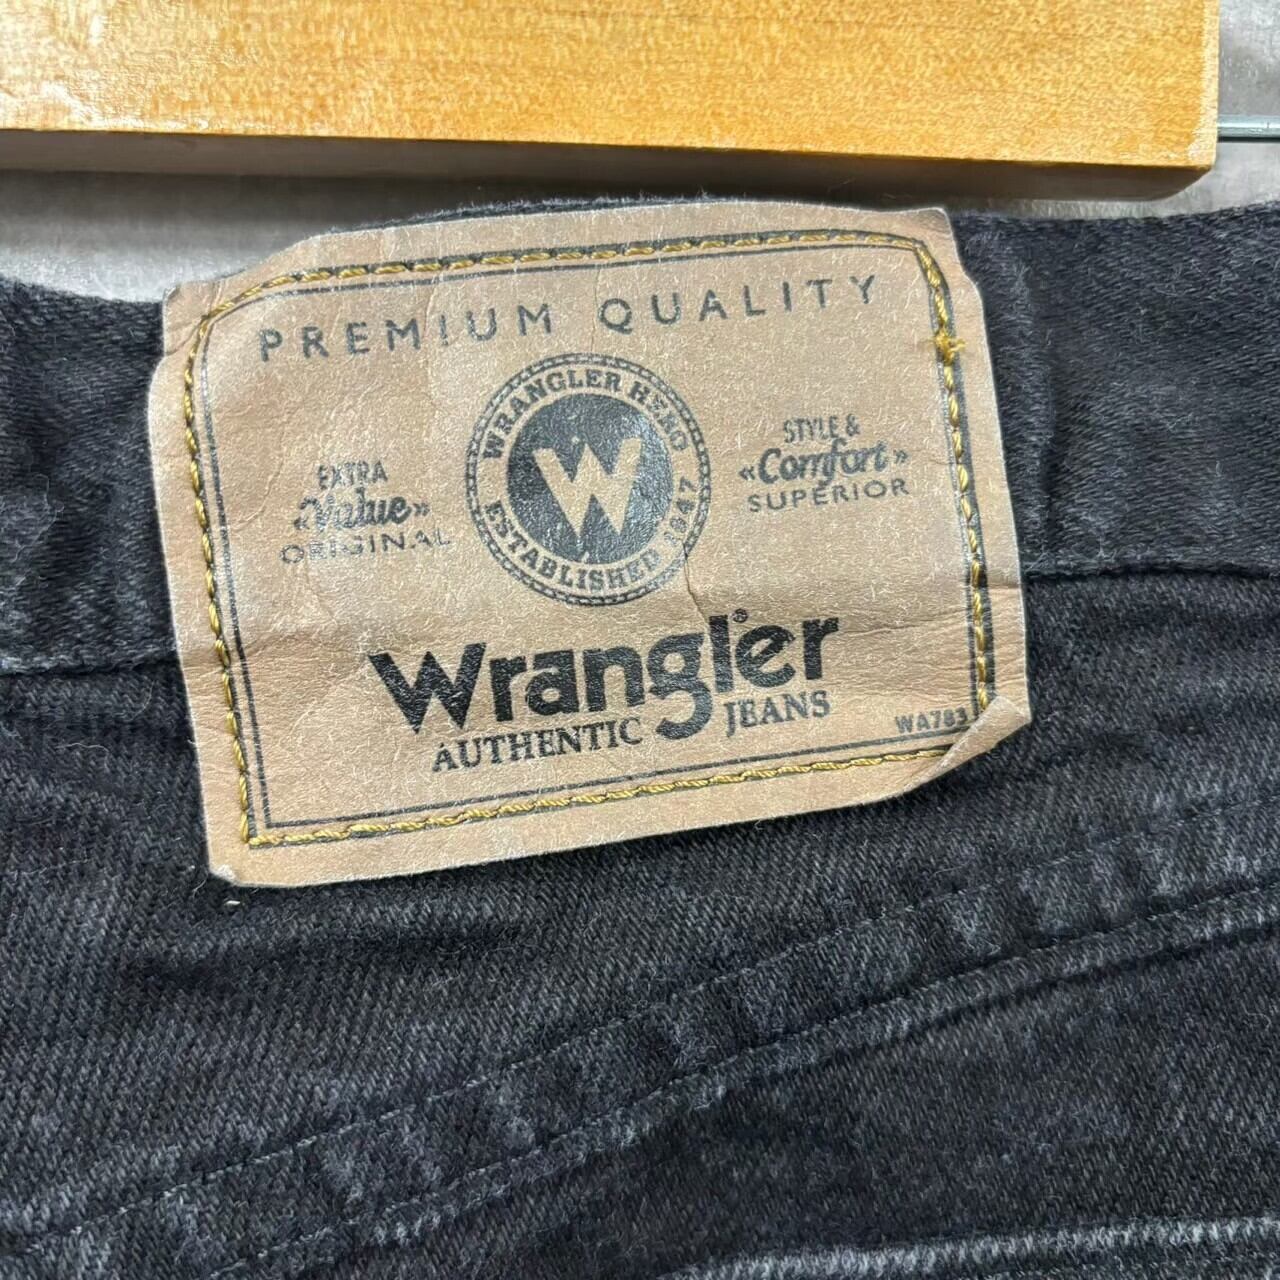 PREMIUM QUALITY
WRANGLER HERO
W
ESTABLISHED 1947
EXTRA
«Value»
ORIGINAL
STYLE &
«Comfort»
SUPERIOR
Wrangler®
AUTHENTIC JEANS
WA783